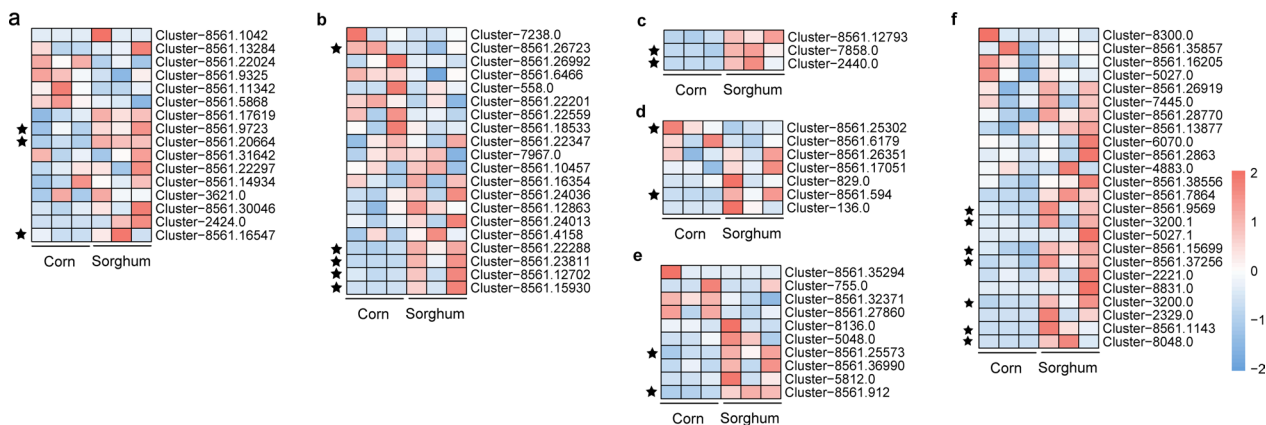 a
Cluster-8561.1042
Cluster-8561.13284
Cluster-8561.22024
Cluster-8561.9325
Cluster-8561.11342
Cluster-8561.5868
Cluster-8561.17619
Cluster-8561.9723
Cluster-8561.20664
Cluster-8561.31642
Cluster-8561.22297
Cluster-8561.14934
Cluster-3621.0
Cluster-8561.30046
Cluster-2424.0
Cluster-8561.16547
Corn Sorghum
b
Cluster-7238.0
Cluster-8561.26723
Cluster-8561.26992
Cluster-8561.6466
Cluster-558.0
Cluster-8561.22201
Cluster-8561.22559
Cluster-8561.18533
Cluster-8561.22347
Cluster-7967.0
Cluster-8561.10457
Cluster-8561.16354
Cluster-8561.24036
Cluster-8561.12863
Cluster-8561.24013
Cluster-8561.4158
Cluster-8561.22288
Cluster-8561.23811
Cluster-8561.12702
Cluster-8561.15930
Corn Sorghum
c
Cluster-8561.12793
Cluster-7858.0
Cluster-2440.0
Corn Sorghum
d
Cluster-8561.25302
Cluster-8561.6179
Cluster-8561.26351
Cluster-8561.17051
Cluster-829.0
Cluster-8561.594
Cluster-136.0
Corn Sorghum
e
Cluster-8561.35294
Cluster-755.0
Cluster-8561.32371
Cluster-8561.27860
Cluster-8136.0
Cluster-5048.0
Cluster-8561.25573
Cluster-8561.36990
Cluster-5812.0
Cluster-8561.912
Corn Sorghum
f
Cluster-8300.0
Cluster-8561.35857
Cluster-8561.16205
Cluster-5027.0
Cluster-8561.26919
Cluster-7445.0
Cluster-8561.28770
Cluster-8561.13877
Cluster-6070.0
Cluster-8561.2863
Cluster-4883.0
Cluster-8561.38556
Cluster-8561.7864
Cluster-8561.9569
Cluster-3200.1
Cluster-5027.1
Cluster-8561.15699
Cluster-8561.37256
Cluster-2221.0
Cluster-8831.0
Cluster-3200.0
Cluster-2329.0
Cluster-8561.1143
Cluster-8048.0
Corn Sorghum
2
1
0
−1
−2